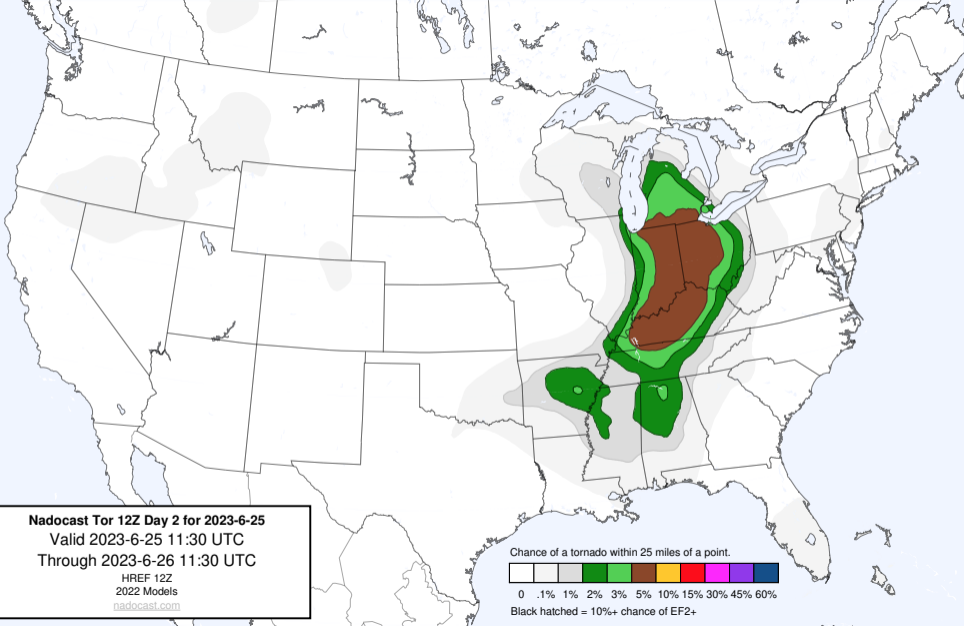 Nadocast Tor 12Z Day 2 for 2023-6-25
Valid 2023-6-25 11:30 UTC
Through 2023-6-26 11:30 UTC
HREF 12Z
2022 Models
nadocast.com
Chance of a tornado within 25 miles of a point.
0 .1% 1% 2% 3% 5% 10% 15% 30% 45% 60%
Black hatched = 10%+ chance of EF2+